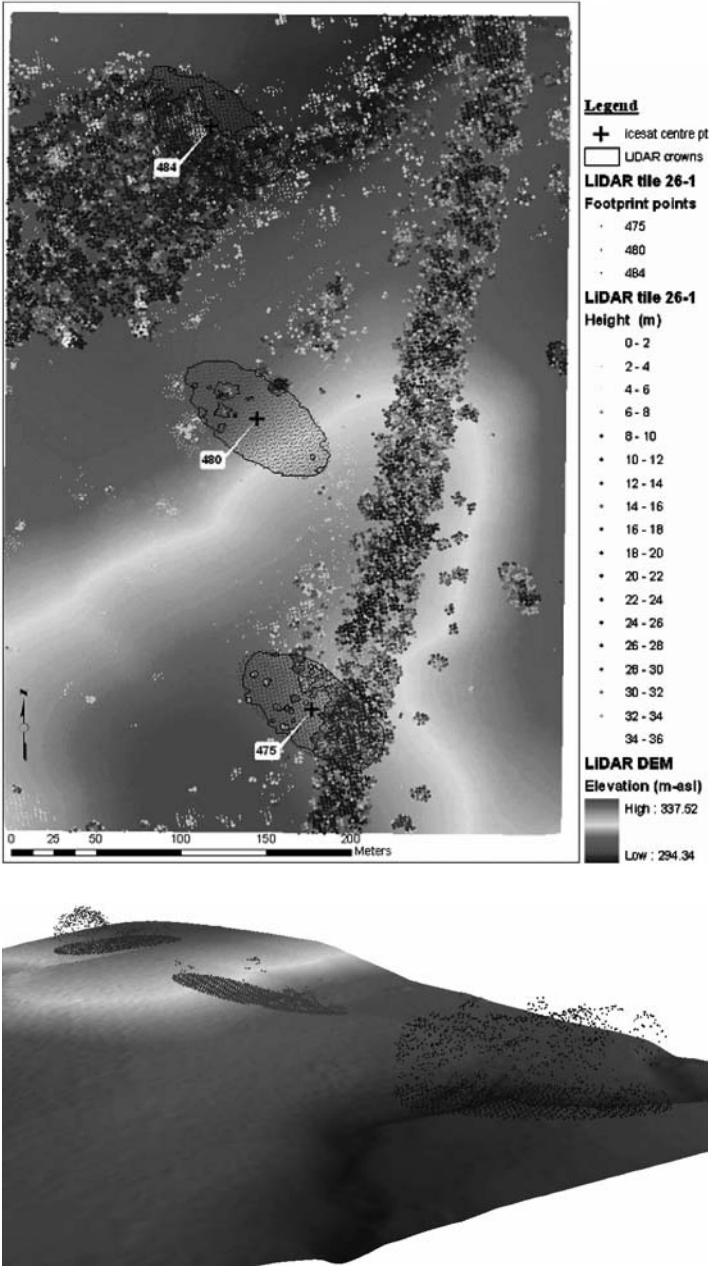 484
480
475
0 25 50 100 150 200
Meters
Legend
icesat centre pt
LIDAR crowns
LIDAR tile 26-1
Footprint points
475
480
484
LIDAR tile 26-1
Height (m)
0 - 2
2 - 4
4 - 6
6 - 8
8 - 10
10 - 12
12 - 14
14 - 16
16 - 18
18 - 20
20 - 22
22 - 24
24 - 26
26 - 28
28 - 30
30 - 32
32 - 34
34 - 36
LIDAR DEM
Elevation (m-asl)
High : 337.52
Low : 294.34